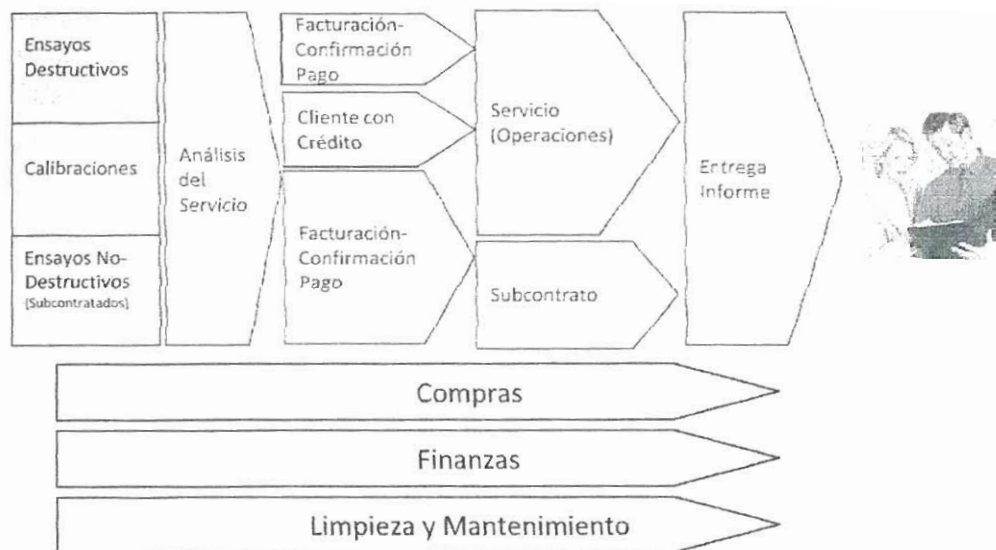 Ensayos
Destructivos
Calibraciones
Ensayos No-
Destructivos
(Subcontratados)
Análisis
del
Servicio
Facturación-
Confirmación
Pago
Cliente con
Crédito
Facturación-
Confirmación
Pago
Servicio
(Operaciones)
Subcontrato
Entrega
Informe
Compras
Finanzas
Limpieza y Mantenimiento